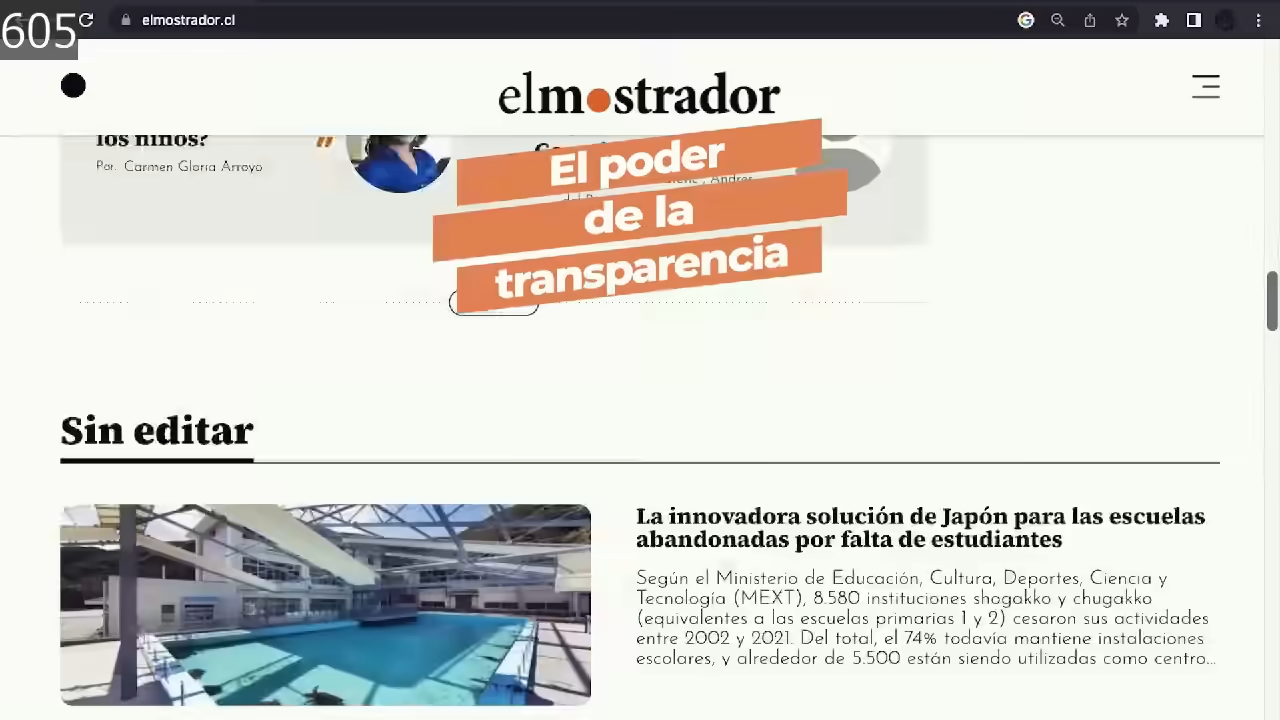 605
elmostrador.cl
elmostrador
los niños?
Por: Carmen Gloria Arroyo
El poder
de la
transparencia
Sin editar
La innovadora solución de Japón para las escuelas
abandonadas por falta de estudiantes
Según el Ministerio de Educación, Cultura, Deportes, Ciencia y
Tecnología (MEXT), 8.580 instituciones shogakko y chugakko
(equivalentes a las escuelas primarias 1 y 2) cesaron sus actividades
entre 2002 y 2021. Del total, el 74% todavía mantiene instalaciones
escolares, y alrededor de 5.500 están siendo utilizadas como centro...